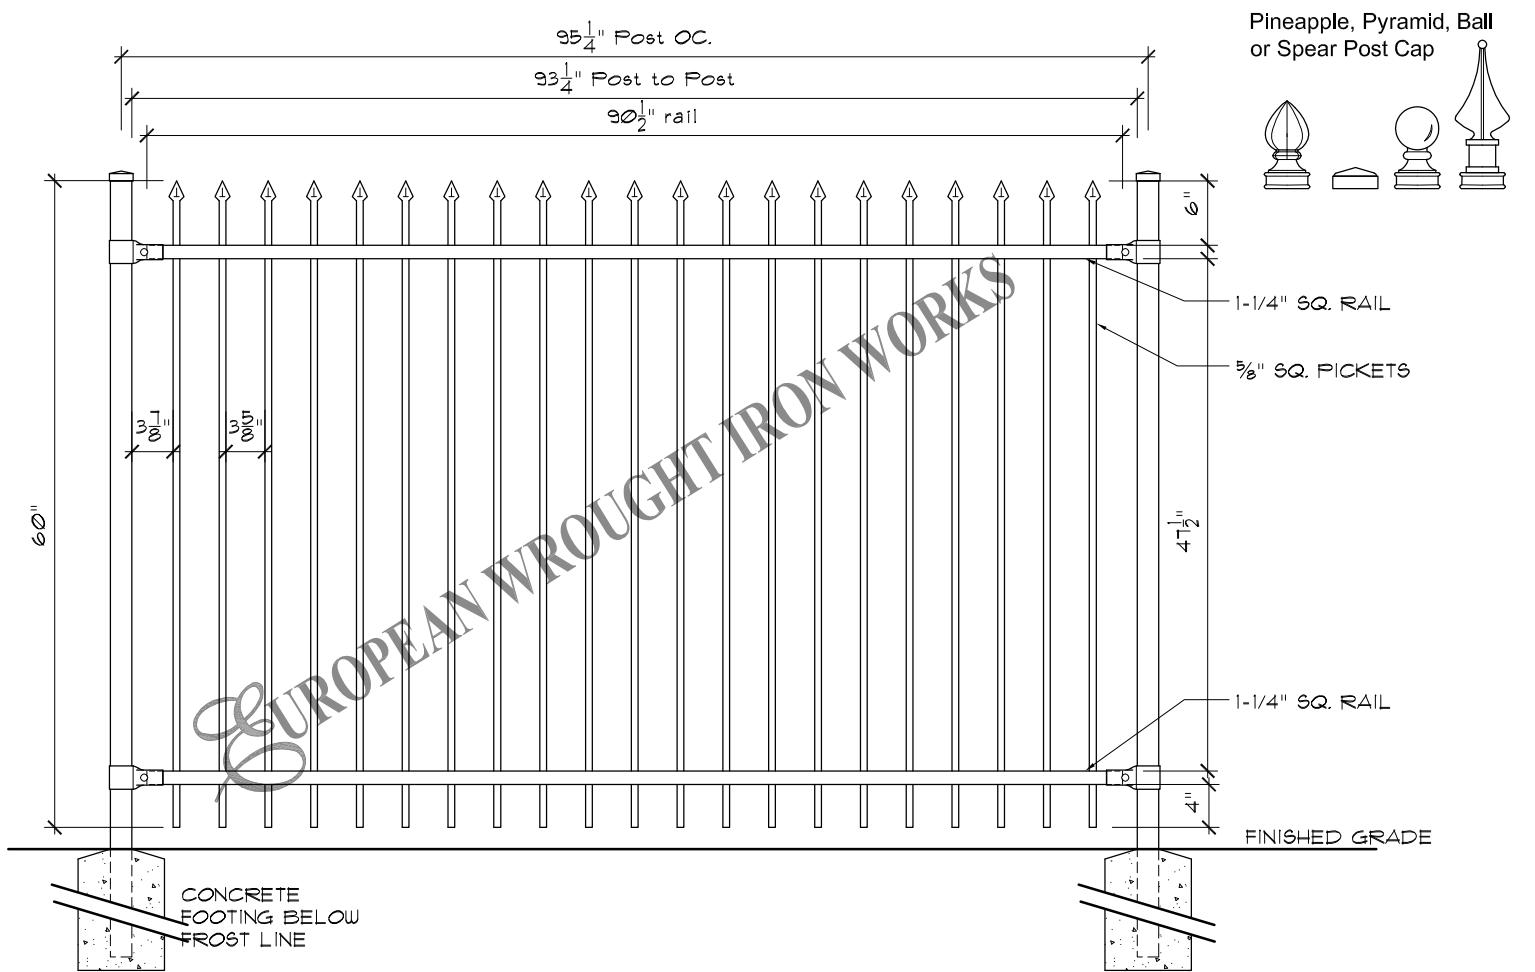 Pineapple, Pyramid, Ball
or Spear Post Cap
95 1/4" Post OC.
93 1/4" Post to Post
90 1/2" rail
6"
1-1/4" SQ. RAIL
5/8" SQ. PICKETS
3 7/8"
3 5/8"
60"
47 1/2"
EUROPEAN WROUGHT IRON WORKS
1-1/4" SQ. RAIL
4"
FINISHED GRADE
CONCRETE
FOOTING BELOW
FROST LINE